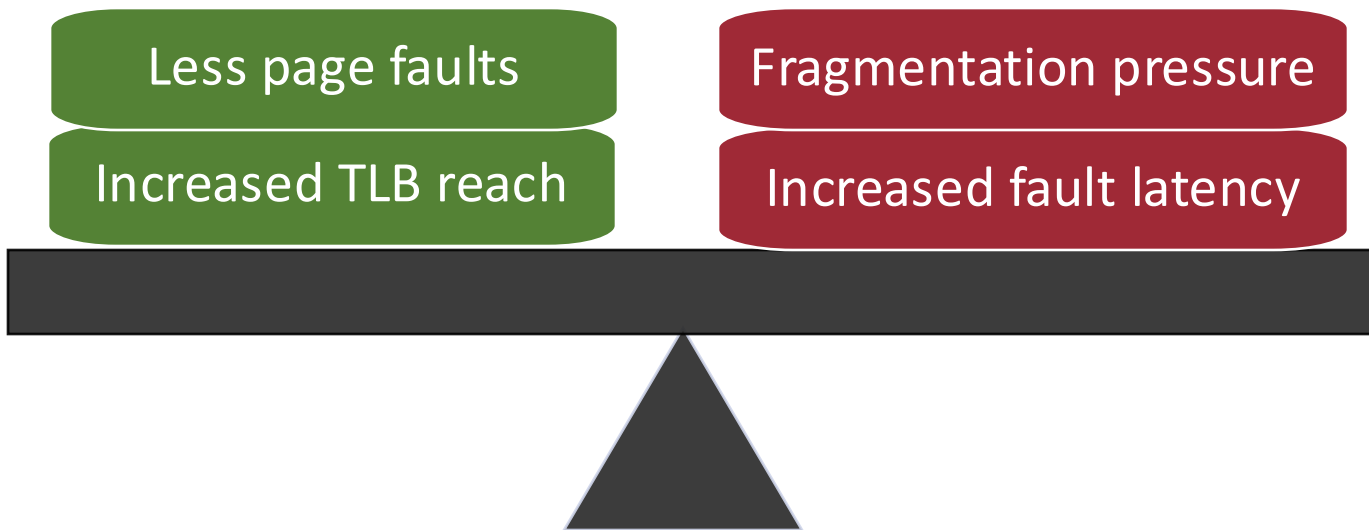 Less page faults
Increased TLB reach
Fragmentation pressure
Increased fault latency